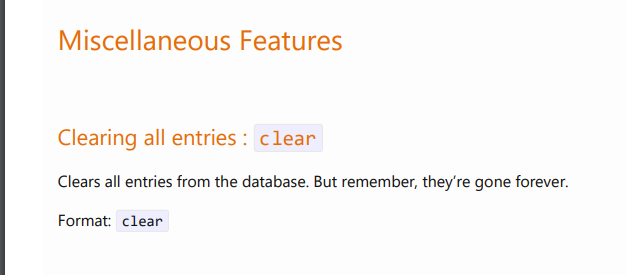 Miscellaneous Features
Clearing all entries : clear
Clears all entries from the database. But remember, they’re gone forever.
Format: clear